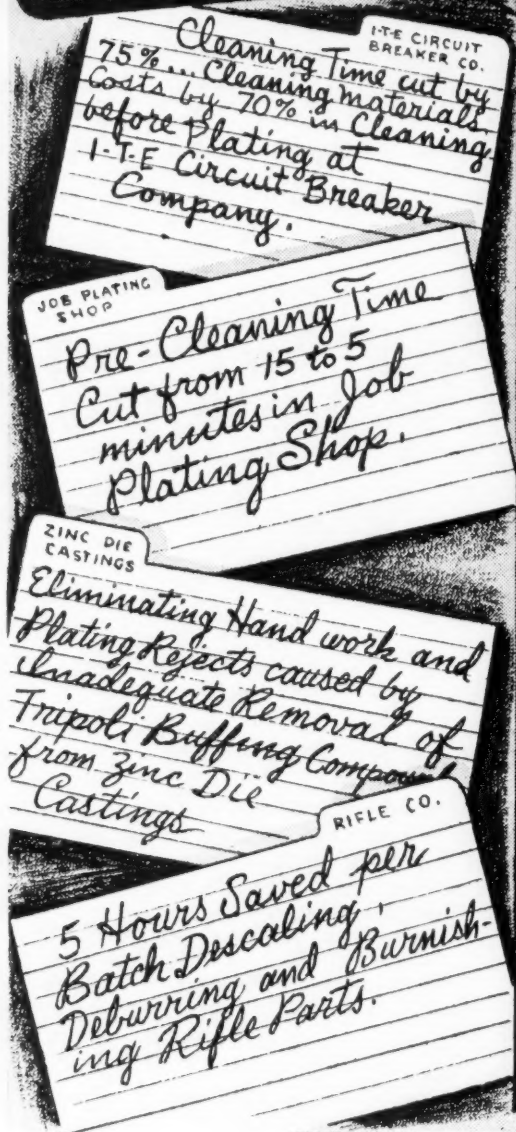 I-T-E CIRCUIT
BREAKER CO.
Cleaning Time cut by
75%... Cleaning materials
Costs by 70% in Cleaning
before Plating at
I-T-E Circuit Breaker
Company.
JOB PLATING
SHOP
Pre-Cleaning Time
Cut from 15 to 5
minutes in Job
Plating Shop.
ZINC DIE
CASTINGS
Eliminating Hand work and
Plating Rejects caused by
Inadequate Removal of
Tripoli Buffing Compound
from Zinc Die
Castings
RIFLE CO.
5 Hours Saved per
Batch Descaling,
Deburring and Burnish-
ing Rifle Parts.